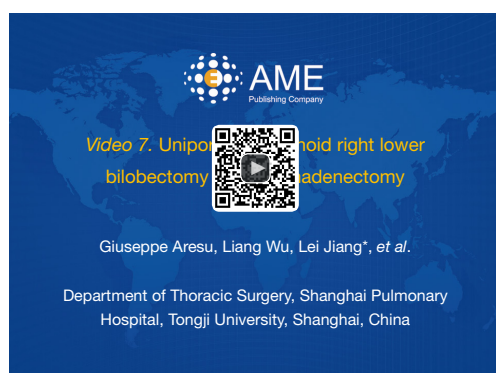 E
AME
Publishing Company
Video 7. Unipor noid right lower
bilobectomy nadenectomy
Giuseppe Aresu, Liang Wu, Lei Jiang*, et al.
Department of Thoracic Surgery, Shanghai Pulmonary
Hospital, Tongji University, Shanghai, China